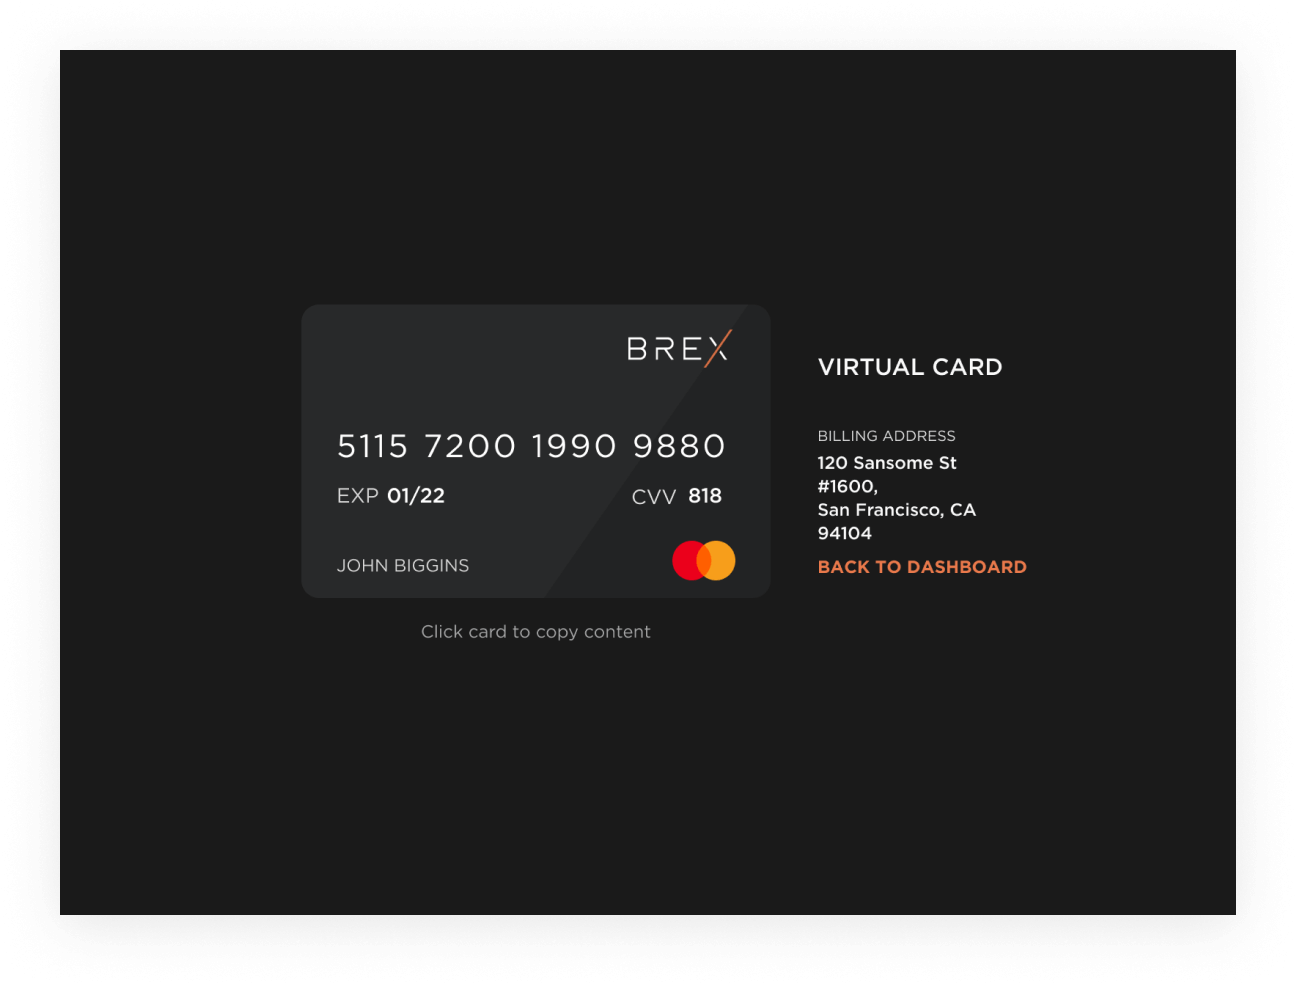 BREX
5115 7200 1990 9880
EXP 01/22
CVV 818
JOHN BIGGINS
Click card to copy content
VIRTUAL CARD
BILLING ADDRESS
120 Sansome St
#1600,
San Francisco, CA
94104
BACK TO DASHBOARD